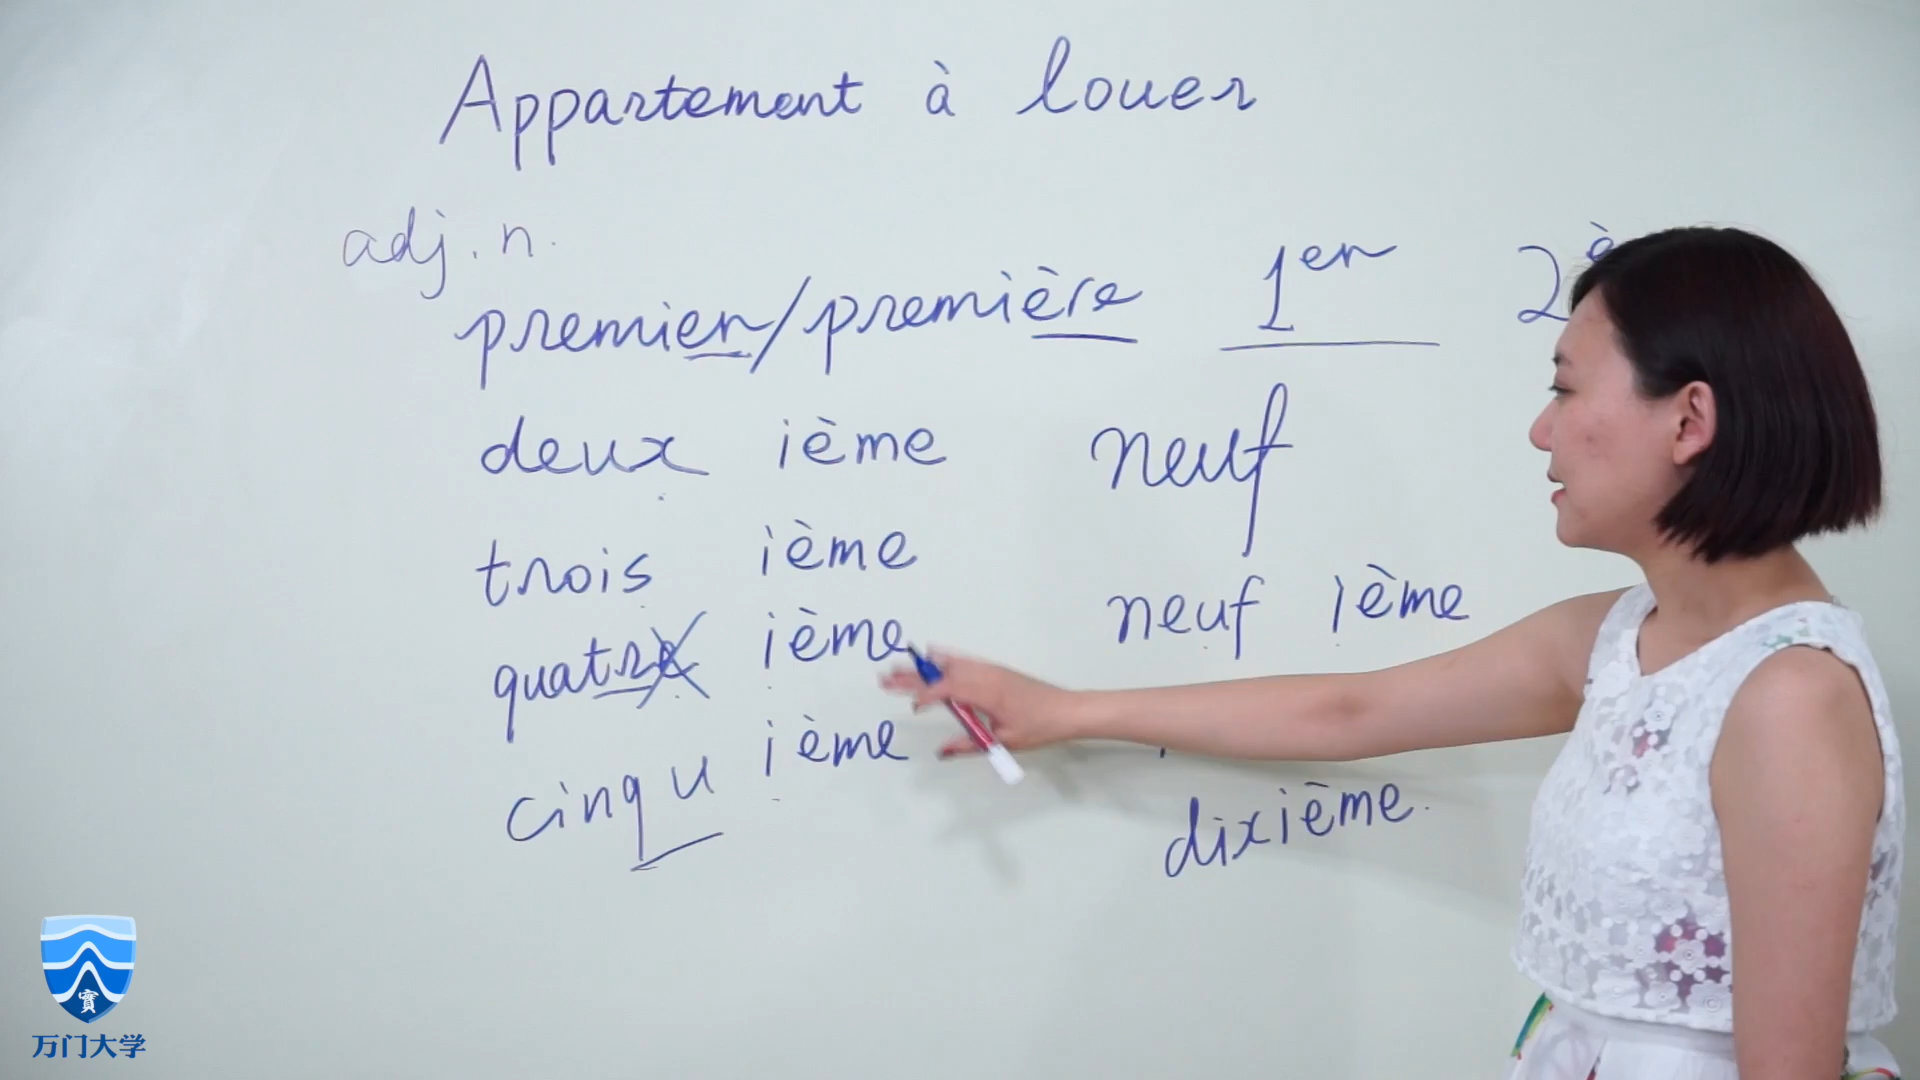 Appartement à louer
adj. n.
premier/première 1er 2è
deux ième neuf
trois ième
neuf ième
quatre ième
cinqu ième
dixième.
實
万门大学